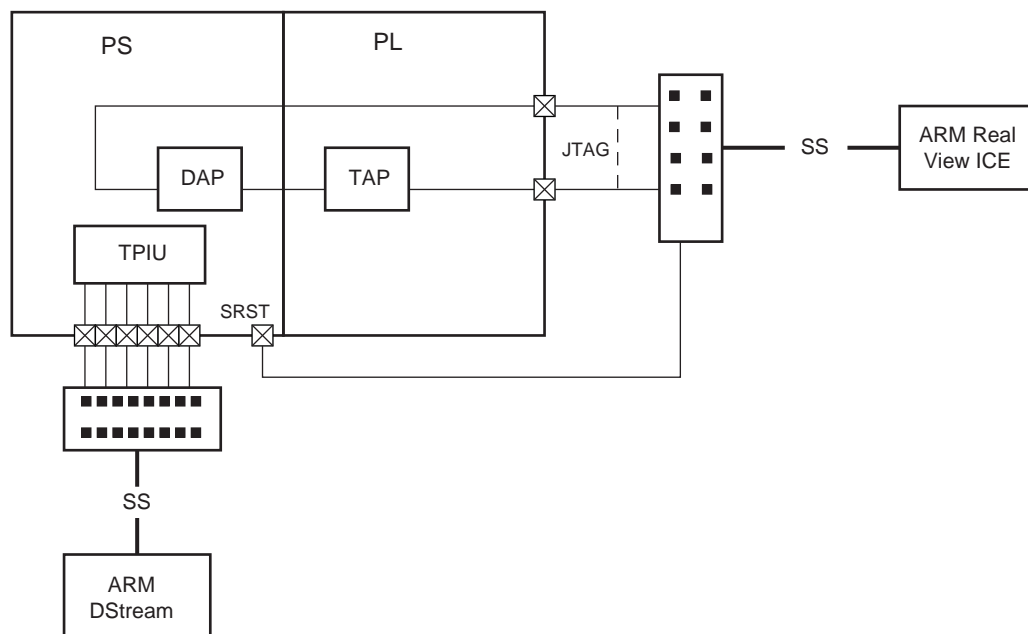 PS
PL
JTAG
SS
ARM Real
View ICE
DAP
TAP
TPIU
SRST
SS
ARM
DStream